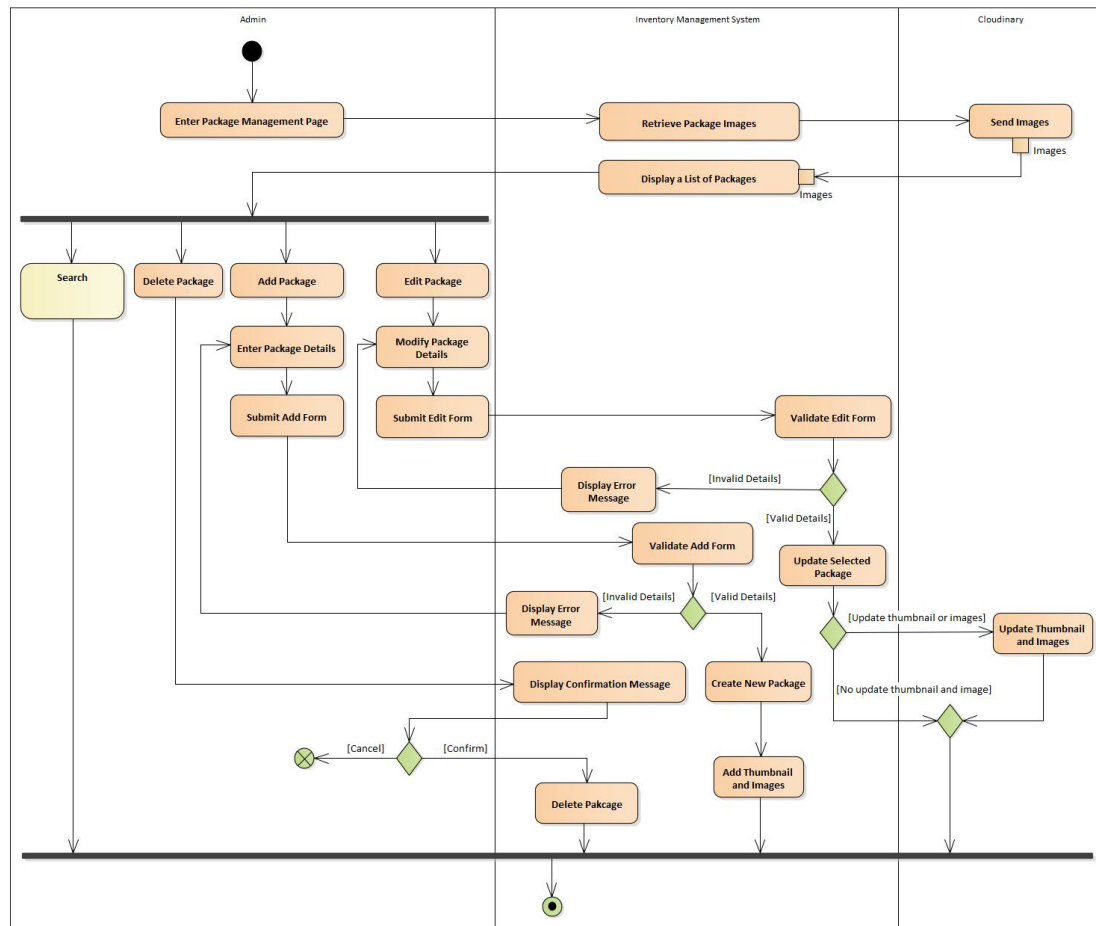 Admin
Inventory Management System
Cloudinary
Enter Package Management Page
Retrieve Package Images
Send Images
Images
Display a List of Packages
Images
Search
Delete Package
Add Package
Edit Package
Enter Package Details
Modify Package
Details
Submit Add Form
Submit Edit Form
Validate Edit Form
[Invalid Details]
Display Error
Message
[Valid Details]
Validate Add Form
Update Selected
Package
[Invalid Details]
[Valid Details]
Display Error
Message
[Update thumbnail or images]
Update Thumbnail
and Images
Display Confirmation Message
Create New Package
[No update thumbnail and image]
[Cancel]
[Confirm]
Add Thumbnail
and Images
Delete Pakcage